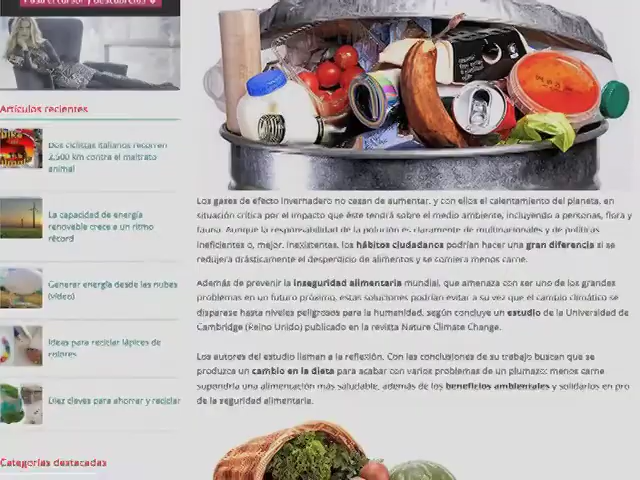 Artículos recientes
Dos ciclistas italianos recorren
2.500 km contra el maltrato
animal
La capacidad de energía
renovable crece a un ritmo
récord
Generar energía desde las nubes
(vídeo)
Ideas para reciclar lápices de
colores
Diez claves para ahorrar y reciclar
Categorías destacadas
Los gases de efecto invernadero no cesan de aumentar, y con ellos el calentamiento del planeta, en
situación crítica por el impacto que éste tendrá sobre el medio ambiente, incluyendo a personas, flora y
fauna. Aunque la responsabilidad de la polución es claramente de multinacionales y de políticas
ineficientes o, mejor, inexistentes, los hábitos ciudadanos podrían hacer una gran diferencia si se
redujera drásticamente el desperdicio de alimentos y se comiera menos carne.
Además de prevenir la inseguridad alimentaria mundial, que amenaza con ser uno de los grandes
problemas en un futuro próximo, estas soluciones podrían evitar a su vez que el cambio climático se
disparase hasta niveles peligrosos para la humanidad, según concluye un estudio de la Universidad de
Cambridge (Reino Unido) publicado en la revista Nature Climate Change.
Los autores del estudio llaman a la reflexión. Con las conclusiones de su trabajo buscan que se
produzca un cambio en la dieta para acabar con varios problemas de un plumazo: menos carne
supondría una alimentación más saludable, además de los beneficios ambientales y solidarios en pro
de la seguridad alimentaria.